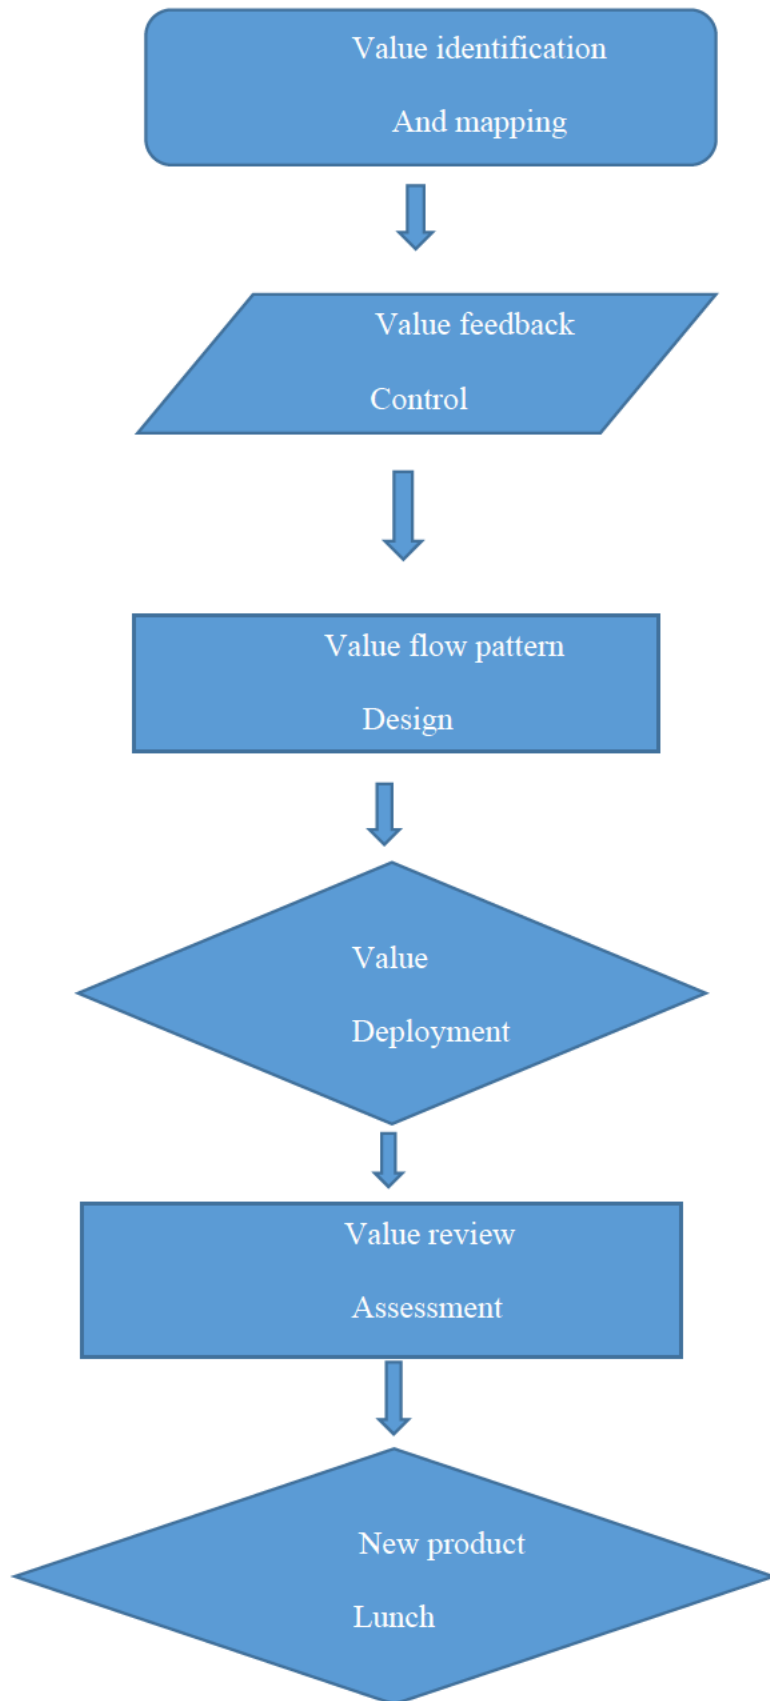 Value identification
And mapping
Value feedback
Control
Value flow pattern
Design
Value
Deployment
Value review
Assessment
New product
Lunch